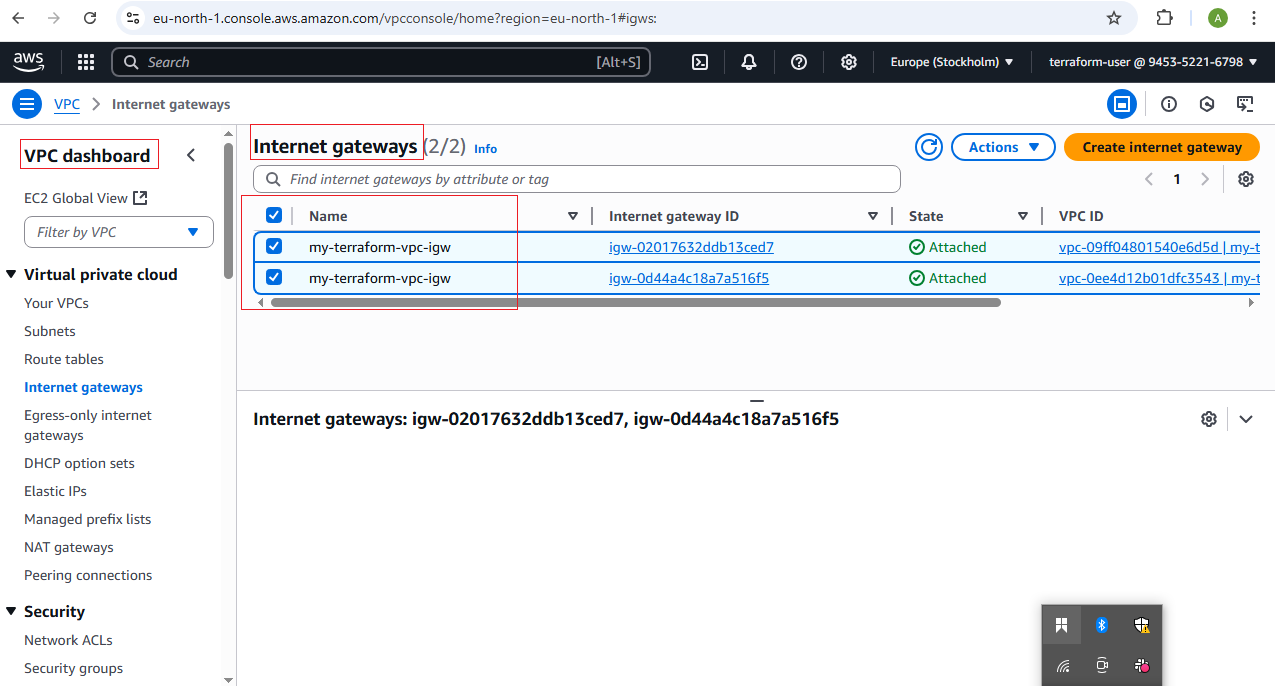 eu-north-1.console.aws.amazon.com/vpcconsole/home?region=eu-north-1#igws:
A
aws
Search
[Alt+S]
Europe (Stockholm)
terraform-user @ 9453-5221-6798
VPC
Internet gateways
VPC dashboard
EC2 Global View
Filter by VPC
Virtual private cloud
Your VPCs
Subnets
Route tables
Internet gateways
Egress-only internet
gateways
DHCP option sets
Elastic IPs
Managed prefix lists
NAT gateways
Peering connections
Security
Network ACLs
Security groups
Internet gateways (2/2) Info
Actions
Create internet gateway
Find internet gateways by attribute or tag
1
Name Internet gateway ID State VPC ID
my-terraform-vpc-igw igw-02017632ddb13ced7 Attached vpc-09ff04801540e6d5d | my-t
my-terraform-vpc-igw igw-0d44a4c18a7a516f5 Attached vpc-0ee4d12b01dfc3543 | my-t
Internet gateways: igw-02017632ddb13ced7, igw-0d44a4c18a7a516f5